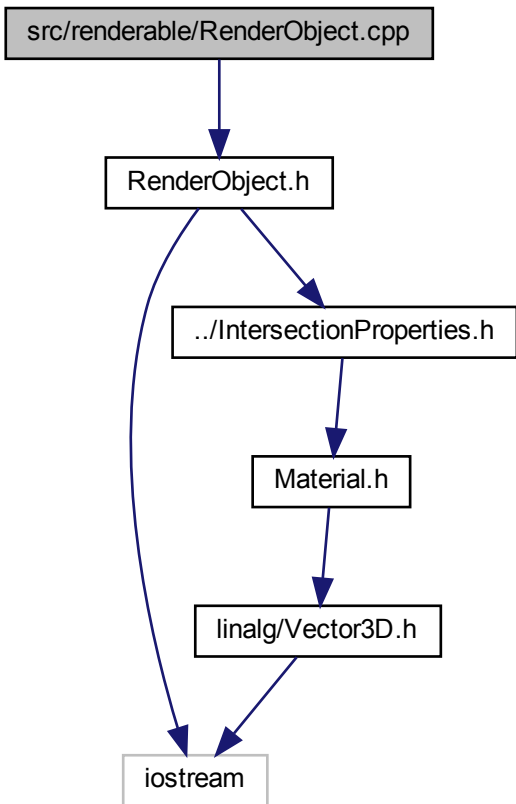 src/renderable/RenderObject.cpp
RenderObject.h
../IntersectionProperties.h
Material.h
linalg/Vector3D.h
iostream